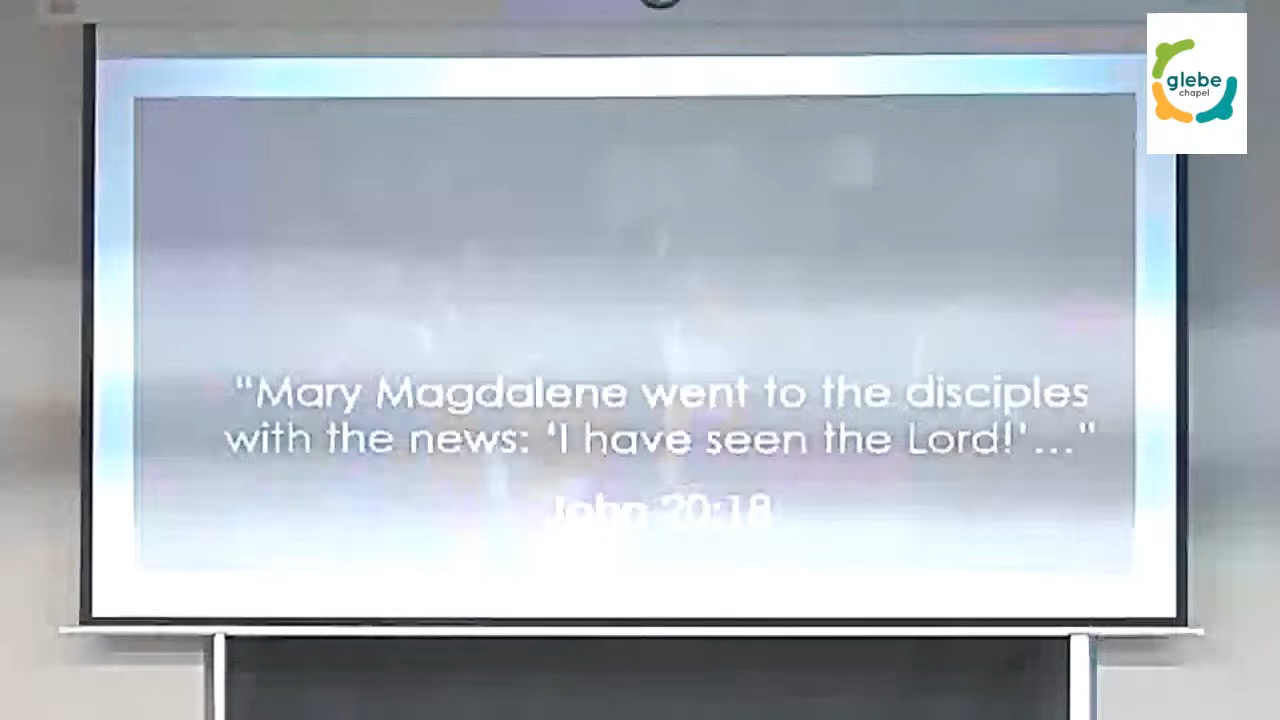 glebe
chapel
"Mary Magdalene went to the disciples
with the news: 'I have seen the Lord!'..."
John 20:18